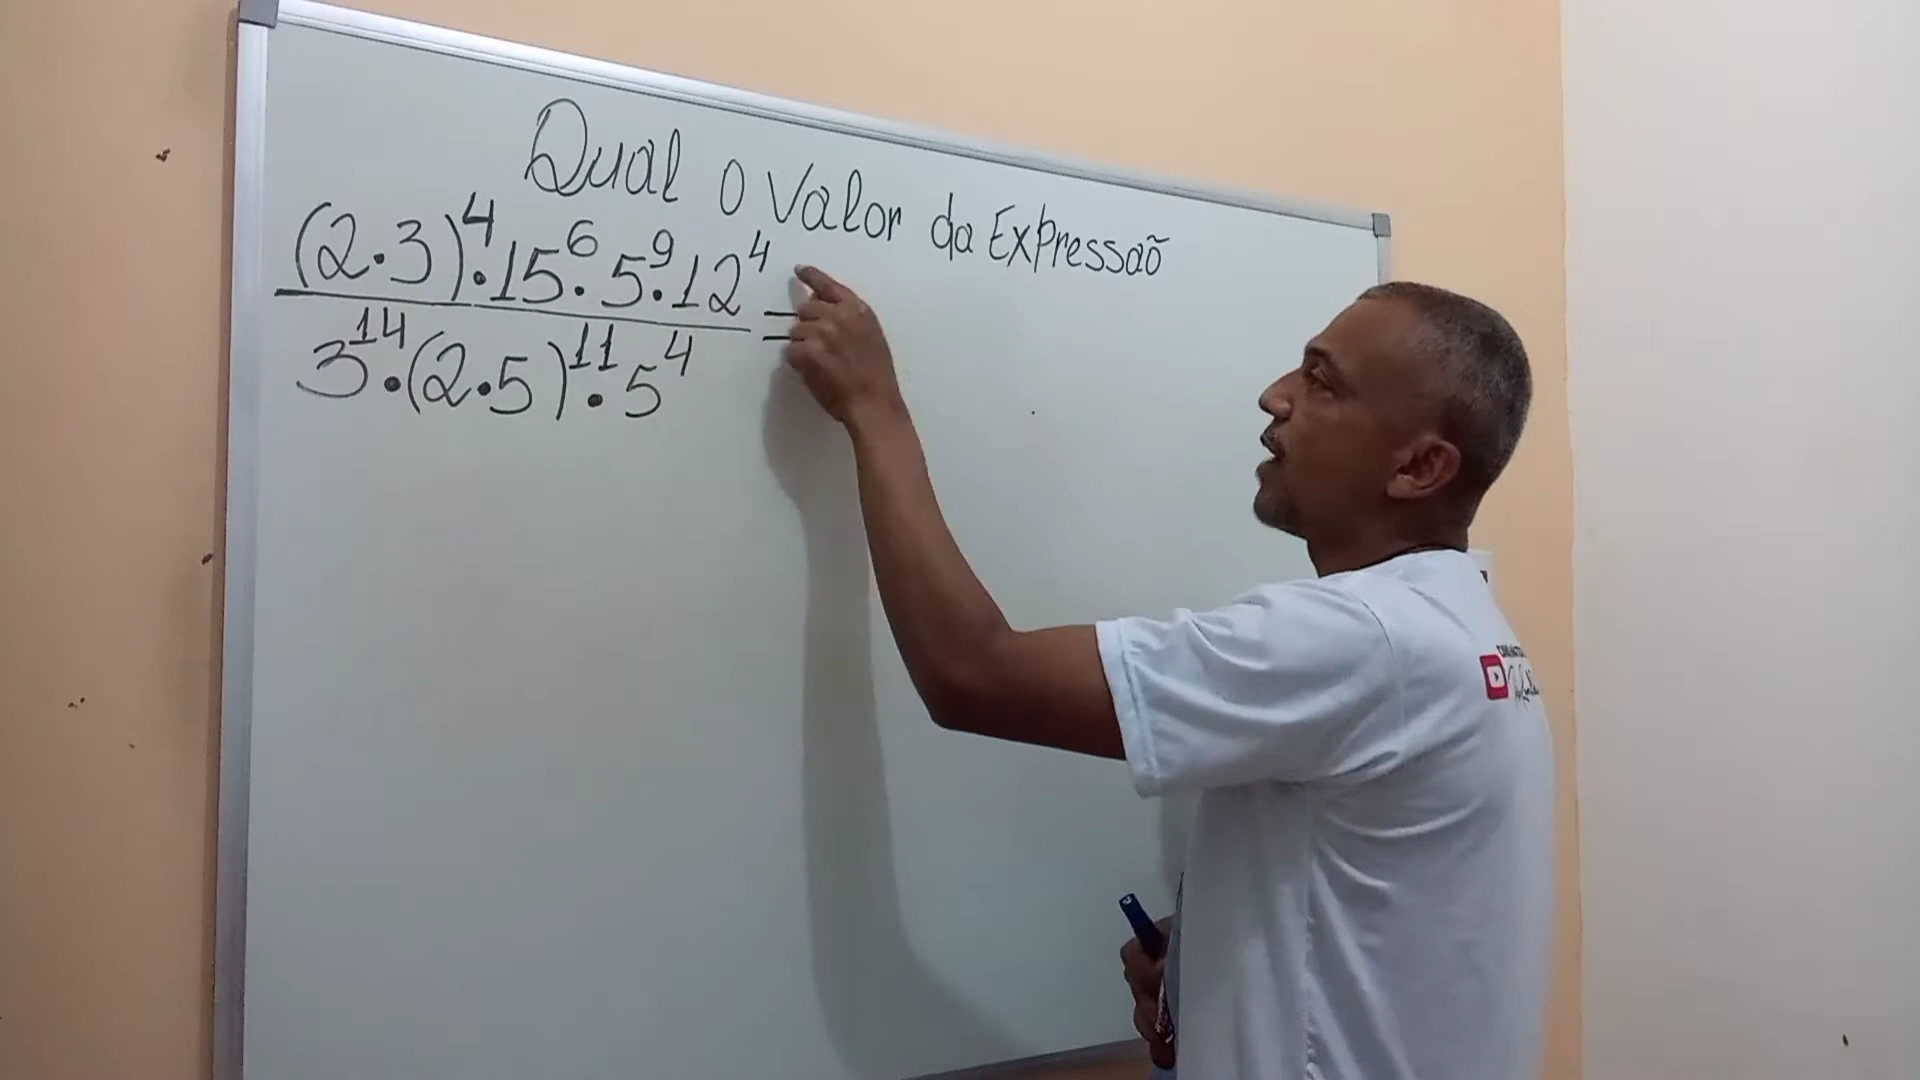 Qual o Valor da Expressaõ
(2·3)⁴·15⁶·5⁹·12⁴ =
3¹⁴·(2·5)¹¹·5⁴